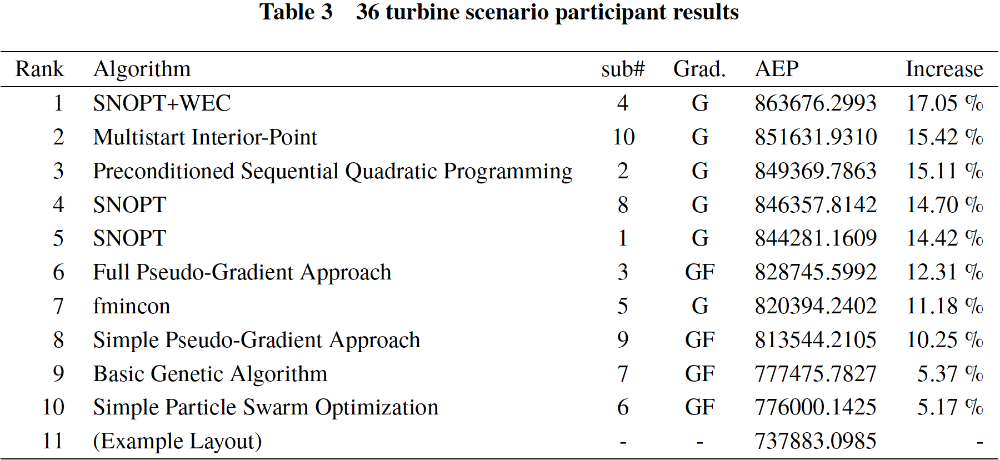 Table 3 36 turbine scenario participant results
Rank Algorithm sub# Grad. AEP Increase
1 SNOPT+WEC 4 G 863676.2993 17.05 %
2 Multistart Interior-Point 10 G 851631.9310 15.42 %
3 Preconditioned Sequential Quadratic Programming 2 G 849369.7863 15.11 %
4 SNOPT 8 G 846357.8142 14.70 %
5 SNOPT 1 G 844281.1609 14.42 %
6 Full Pseudo-Gradient Approach 3 GF 828745.5992 12.31 %
7 fmincon 5 G 820394.2402 11.18 %
8 Simple Pseudo-Gradient Approach 9 GF 813544.2105 10.25 %
9 Basic Genetic Algorithm 7 GF 777475.7827 5.37 %
10 Simple Particle Swarm Optimization 6 GF 776000.1425 5.17 %
11 (Example Layout) - - 737883.0985 -